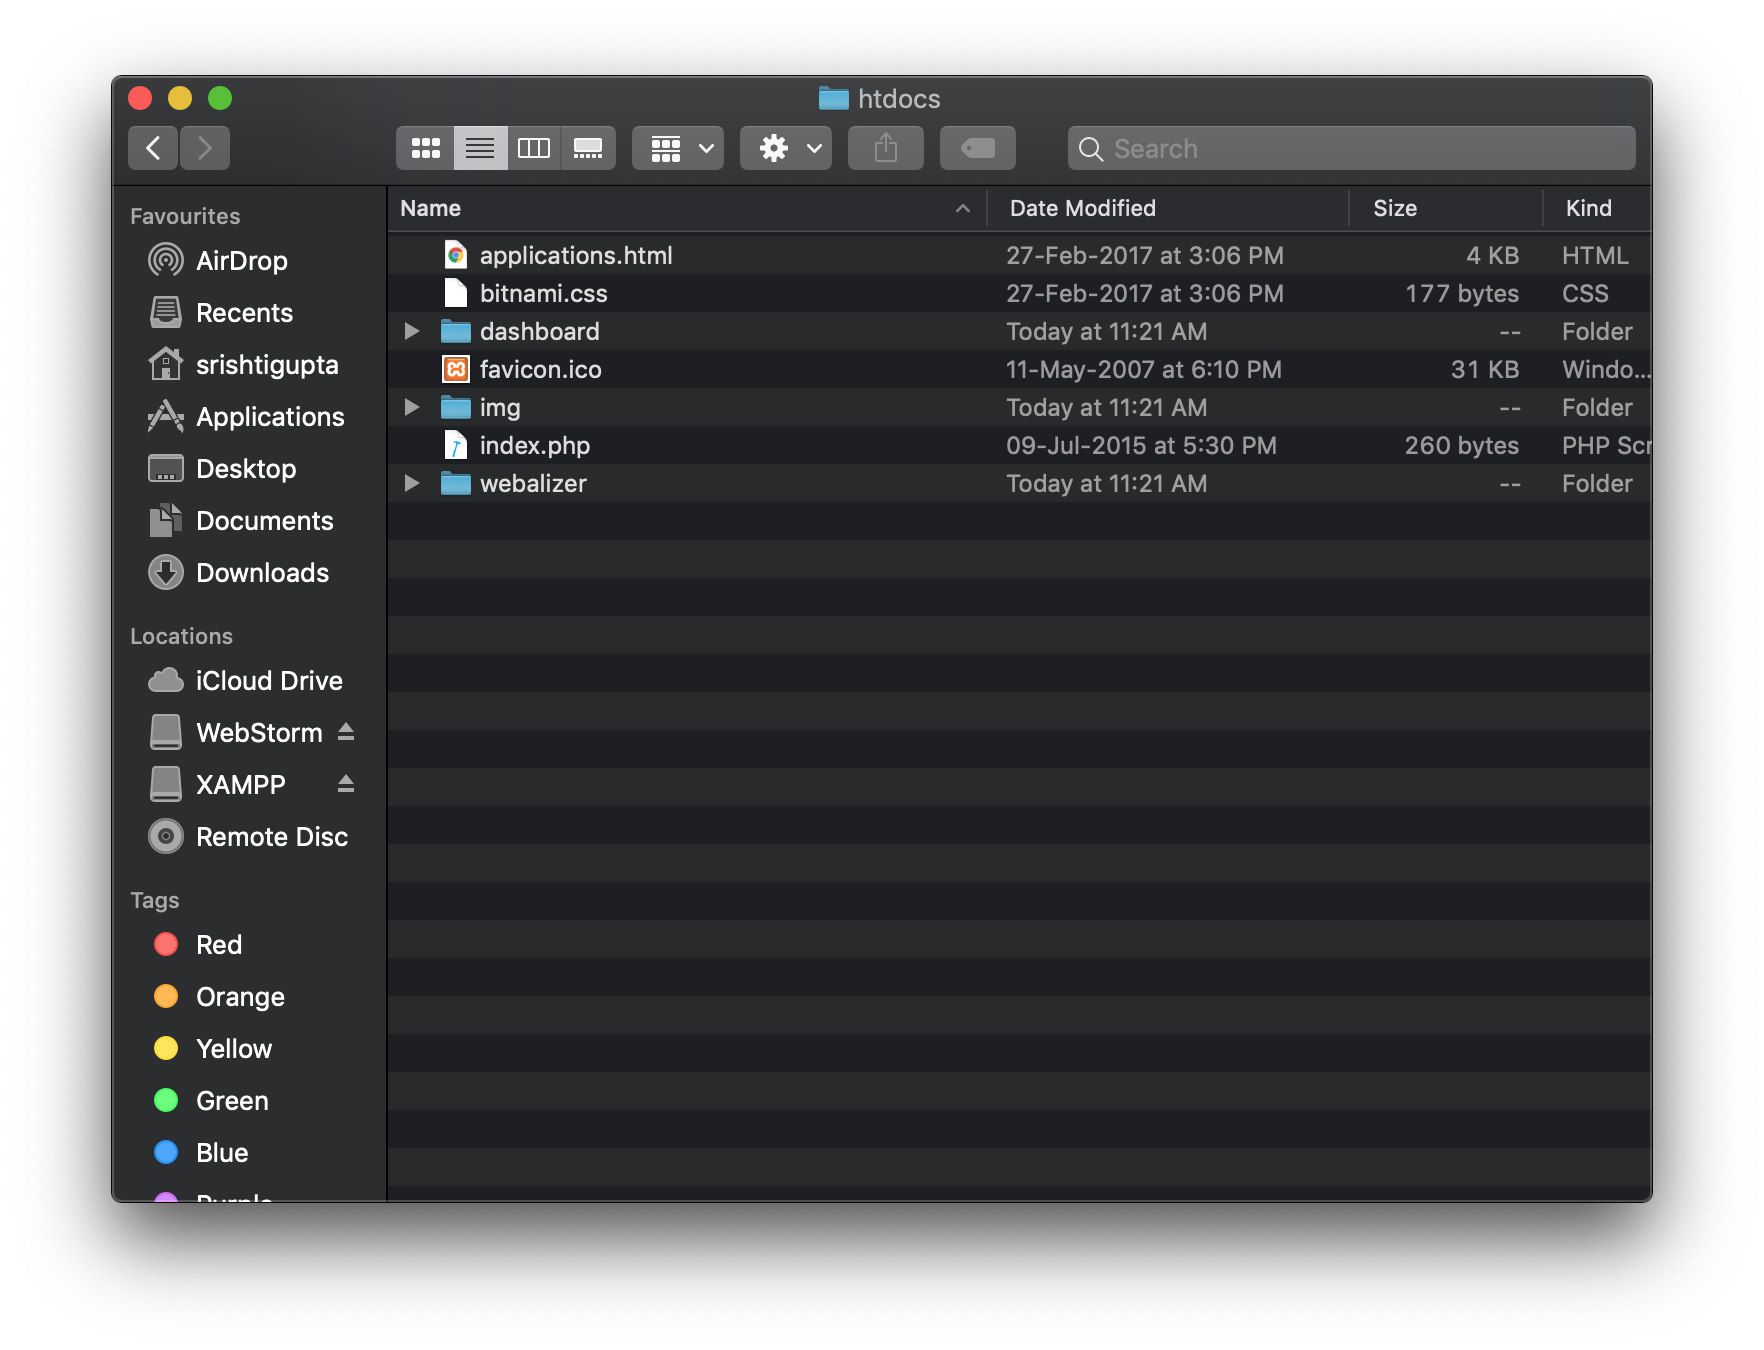 htdocs
Search
Favourites
AirDrop
Recents
srishtigupta
Applications
Desktop
Documents
Downloads
Locations
iCloud Drive
WebStorm
XAMPP
Remote Disc
Tags
Red
Orange
Yellow
Green
Blue
Purple
Name Date Modified Size Kind
applications.html 27-Feb-2017 at 3:06 PM 4 KB HTML
bitnami.css 27-Feb-2017 at 3:06 PM 177 bytes CSS
dashboard Today at 11:21 AM -- Folder
favicon.ico 11-May-2007 at 6:10 PM 31 KB Windo...
img Today at 11:21 AM -- Folder
index.php 09-Jul-2015 at 5:30 PM 260 bytes PHP Scr
webalizer Today at 11:21 AM -- Folder